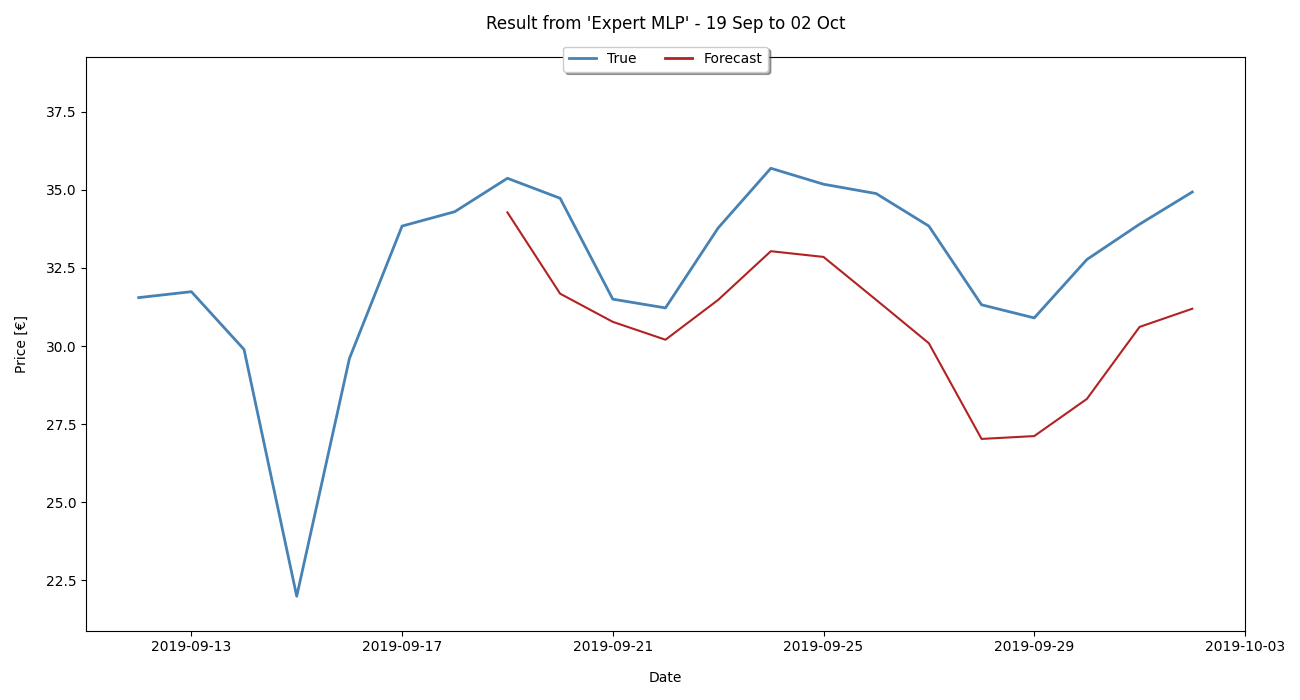 Result from 'Expert MLP' - 19 Sep to 02 Oct
True Forecast
37.5
35.0
32.5
30.0
27.5
25.0
22.5
Price [€]
2019-09-13 2019-09-17 2019-09-21 2019-09-25 2019-09-29 2019-10-03
Date